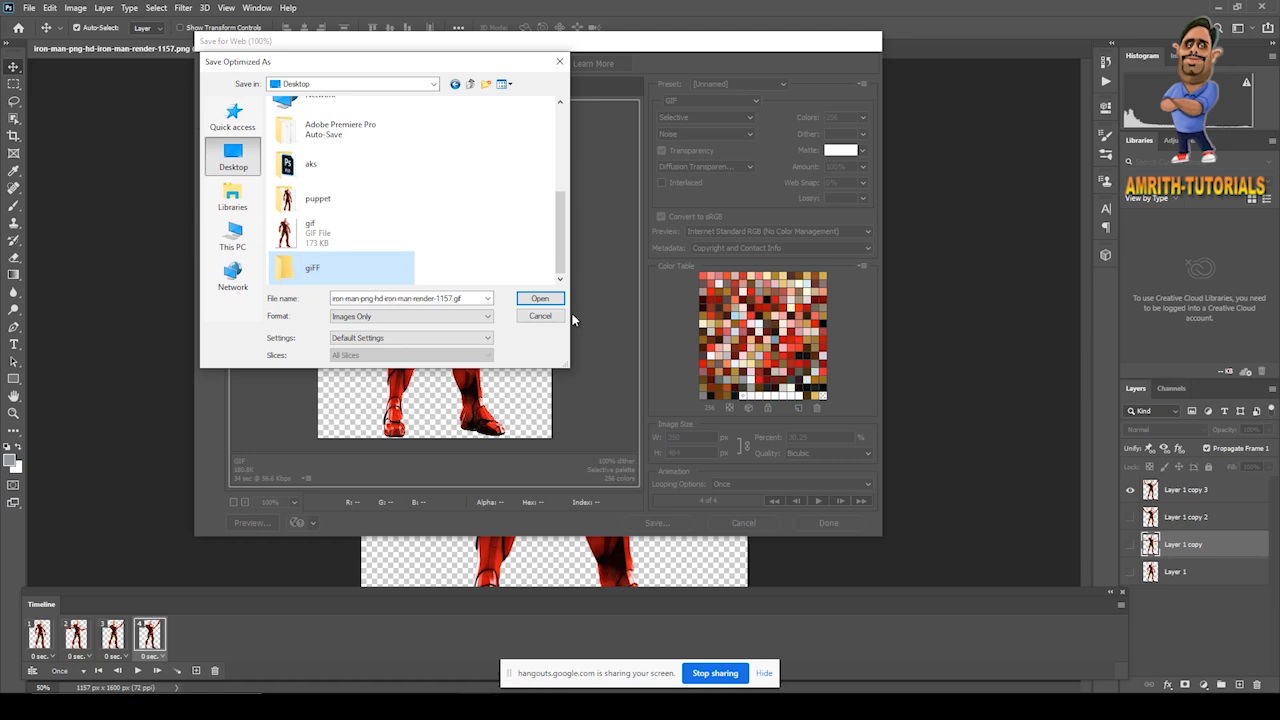 File Edit Image Layer Type Select Filter 3D View Window Help
Auto-Select: Layer Show Transform Controls 3D Mode:
iron-man-png-hd-iron-man-render-1157.png
Save for Web (100%)
Save Optimized As
Learn More
Save in: Desktop
Quick access
Desktop
Libraries
This PC
Network
Adobe Premiere Pro
Auto-Save
aks
puppet
gif
GIF File
173 KB
giFF
File name: iron-man-png-hd-iron-man-render-1157.gif Open
Format: Images Only Cancel
Settings: Default Settings
Slices: All Slices
Preset: [Unnamed]
GIF
Selective Colors: 256
Noise Dither:
Transparency Matte:
Diffusion Transparen... Amount: 100%
Interlaced Web Snap: 0%
Lossy:
Convert to sRGB
Preview: Internet Standard RGB (No Color Management)
Metadata: Copyright and Contact Info
Color Table
256
Image Size
W: 350 px Percent: 30.25 %
H: 484 px Quality: Bicubic
Animation
Looping Options: Once
4 of 4
GIF
180.8K
34 sec @ 56.6 Kbps
100% dither
Selective palette
256 colors
100% R: -- G: -- B: -- Alpha: -- Hex: -- Index: --
Preview... Save... Cancel Done
Histogram
Libraries
AMRITH-TUTORIALS
View by Type
To use Creative Cloud Libraries, you
need to be logged into a Creative Cloud
account.
-- KB
Layers Channels
Kind
Normal Opacity: 100%
Unify: Propagate Frame 1
Lock: Fill: 100%
Layer 1 copy 3
Layer 1 copy 2
Layer 1 copy
Layer 1
Timeline
1 2 3 4
0 sec. 0 sec. 0 sec. 0 sec.
Once
hangouts.google.com is sharing your screen. Stop sharing Hide
50% 1157 px x 1600 px (72 ppi)